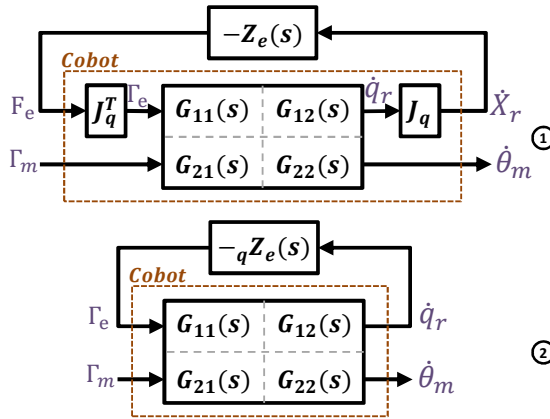 −Z_e(s)
Cobot
F_e J_q^T Γ_e G_11(s) G_12(s) q̇_r J_q Ẋ_r
①
Γ_m G_21(s) G_22(s) θ̇_m
−_qZ_e(s)
Cobot
Γ_e G_11(s) G_12(s) q̇_r
②
Γ_m G_21(s) G_22(s) θ̇_m